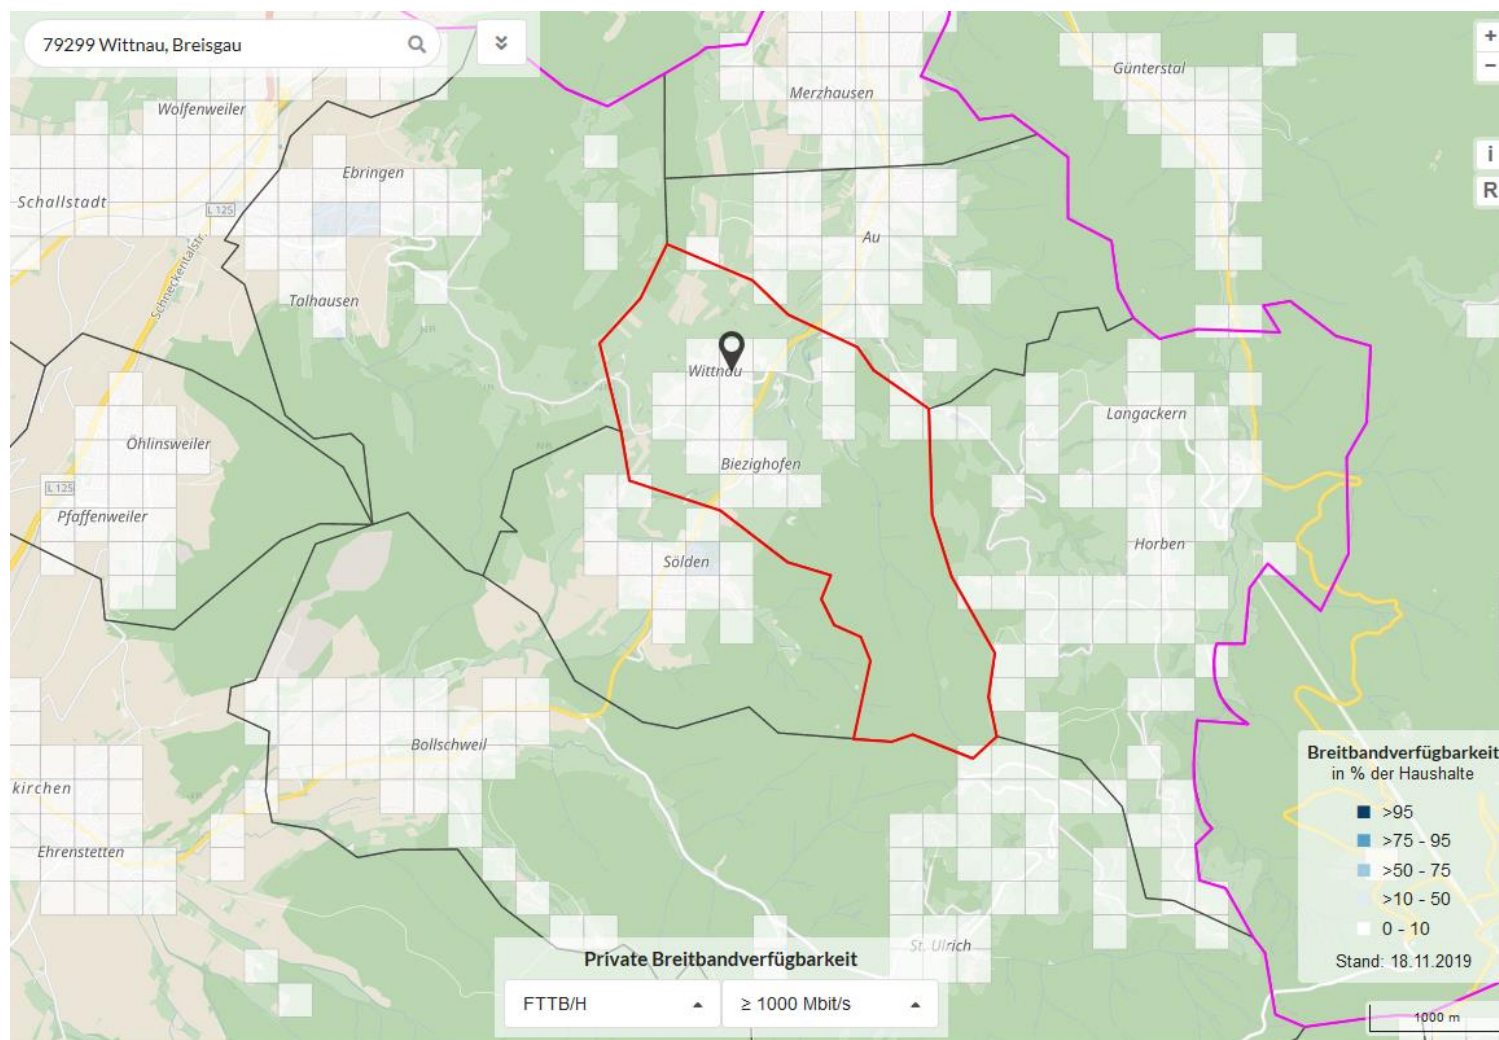 79299 Wittnau, Breisgau
+
−
i
R
Günterstal
Merzhausen
Wolfenweiler
Ebringen
Schallstadt
L 125
Au
Schneckentalstr.
Talhausen
Wittnau
Langackern
Öhlinsweiler
Biezighofen
L 125
Pfaffenweiler
Horben
Sölden
Bollschweil
kirchen
Ehrenstetten
St. Ulrich
Breitbandverfügbarkeit
in % der Haushalte
>95
>75 - 95
>50 - 75
>10 - 50
0 - 10
Stand: 18.11.2019
Private Breitbandverfügbarkeit
FTTB/H
≥ 1000 Mbit/s
1000 m